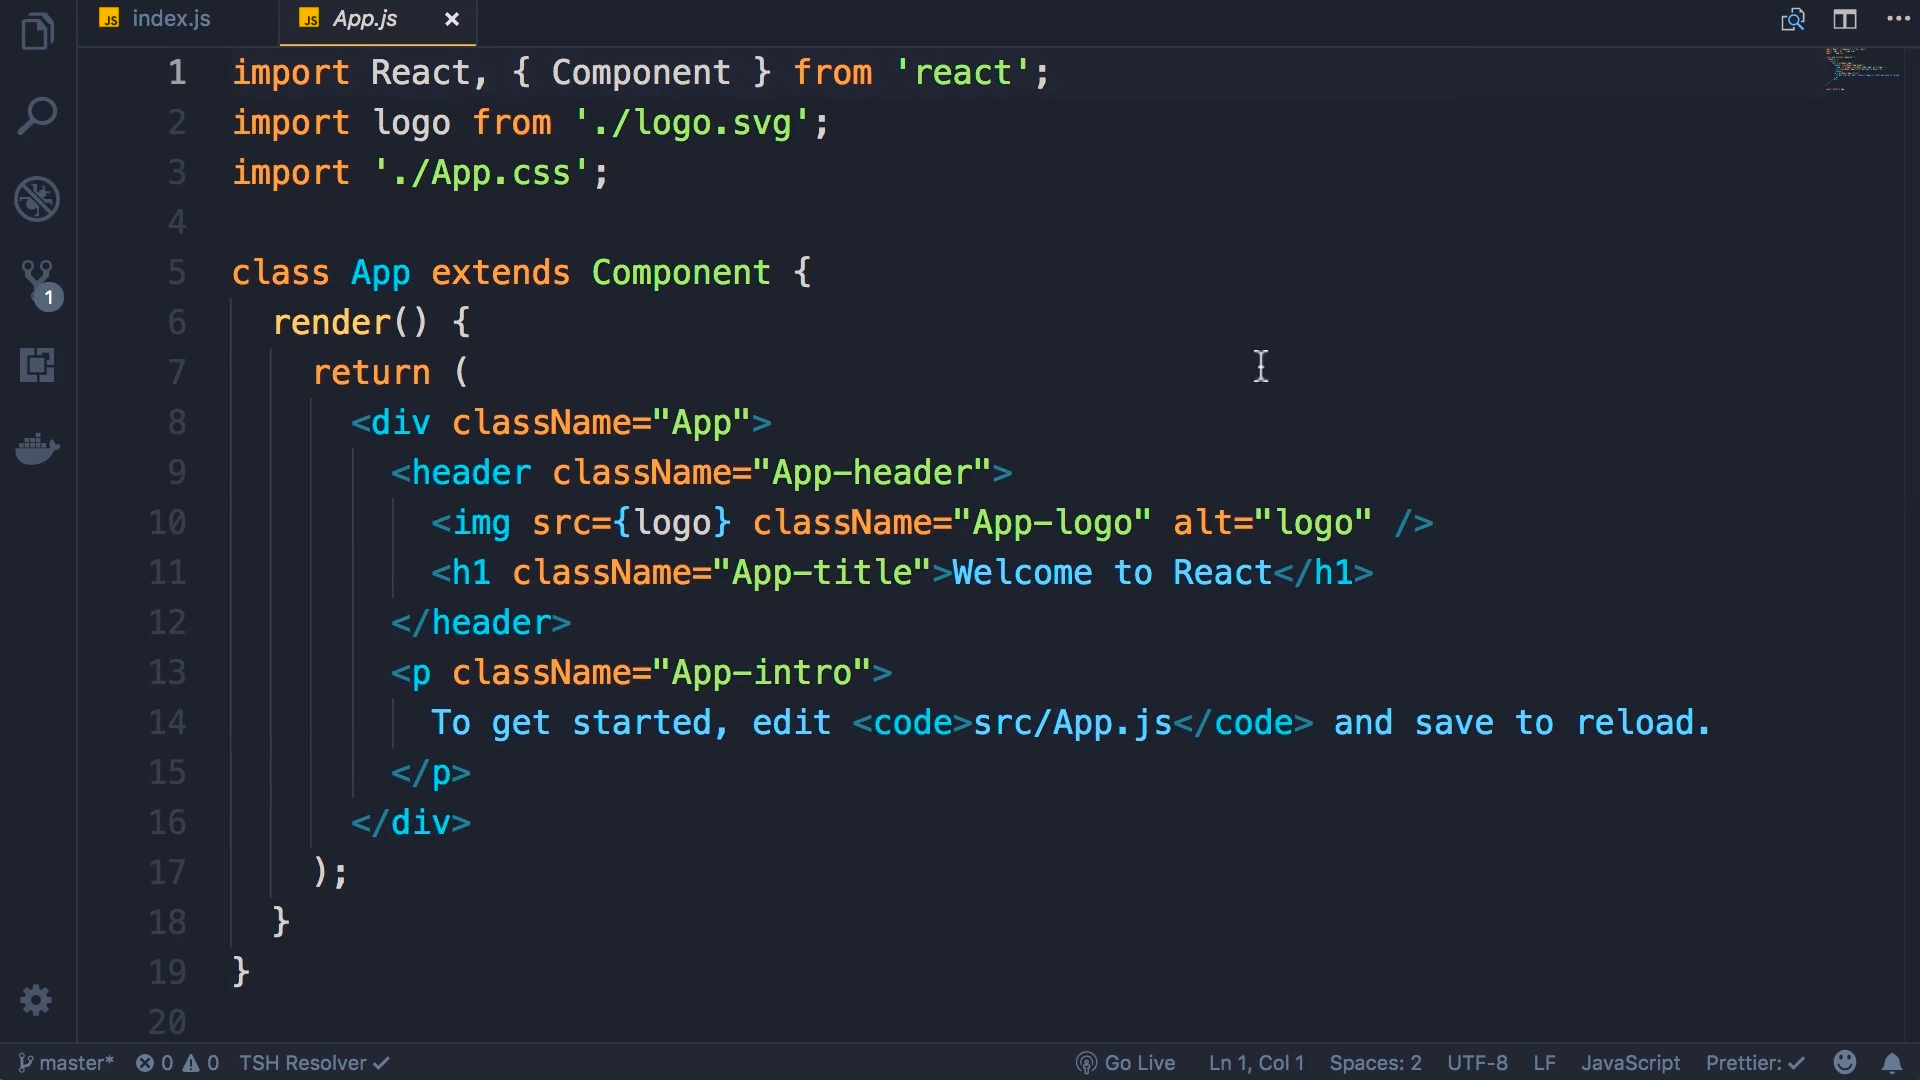 JS index.js JS App.js ×
1 import React, { Component } from 'react';
2 import logo from './logo.svg';
3 import './App.css';
4
5 class App extends Component {
6   render() {
7     return (
8       <div className="App">
9         <header className="App-header">
10           <img src={logo} className="App-logo" alt="logo" />
11           <h1 className="App-title">Welcome to React</h1>
12         </header>
13         <p className="App-intro">
14           To get started, edit <code>src/App.js</code> and save to reload.
15         </p>
16       </div>
17     );
18   }
19 }
20
1
master* 0 0 TSH Resolver ✓ Go Live Ln 1, Col 1 Spaces: 2 UTF-8 LF JavaScript Prettier: ✓